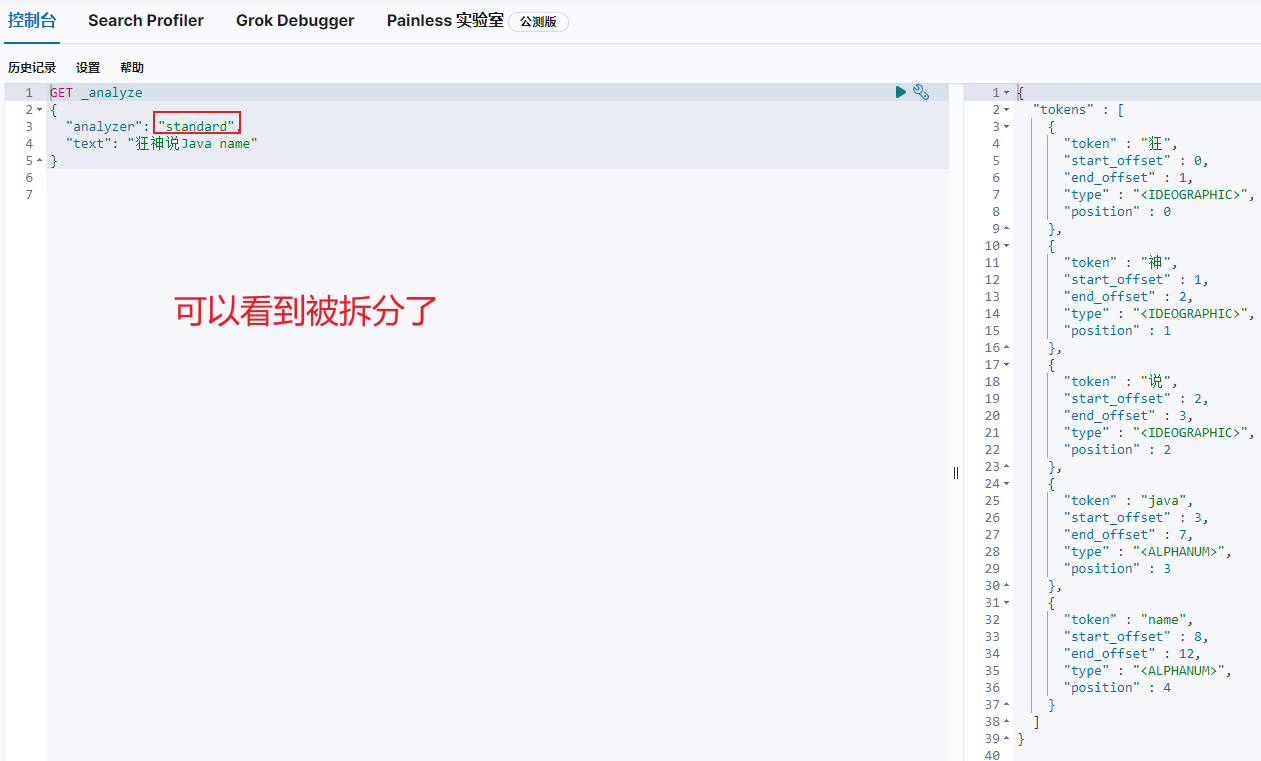 控制台 Search Profiler Grok Debugger Painless 实验室 公测版
历史记录 设置 帮助
1 GET _analyze
2 {
3 "analyzer": "standard",
4 "text": "狂神说Java name"
5 }
6
7
可以看到被拆分了
1 {
2 "tokens" : [
3 {
4 "token" : "狂",
5 "start_offset" : 0,
6 "end_offset" : 1,
7 "type" : "<IDEOGRAPHIC>",
8 "position" : 0
9 },
10 {
11 "token" : "神",
12 "start_offset" : 1,
13 "end_offset" : 2,
14 "type" : "<IDEOGRAPHIC>",
15 "position" : 1
16 },
17 {
18 "token" : "说",
19 "start_offset" : 2,
20 "end_offset" : 3,
21 "type" : "<IDEOGRAPHIC>",
22 "position" : 2
23 },
24 {
25 "token" : "java",
26 "start_offset" : 3,
27 "end_offset" : 7,
28 "type" : "<ALPHANUM>",
29 "position" : 3
30 },
31 {
32 "token" : "name",
33 "start_offset" : 8,
34 "end_offset" : 12,
35 "type" : "<ALPHANUM>",
36 "position" : 4
37 }
38 ]
39 }
40